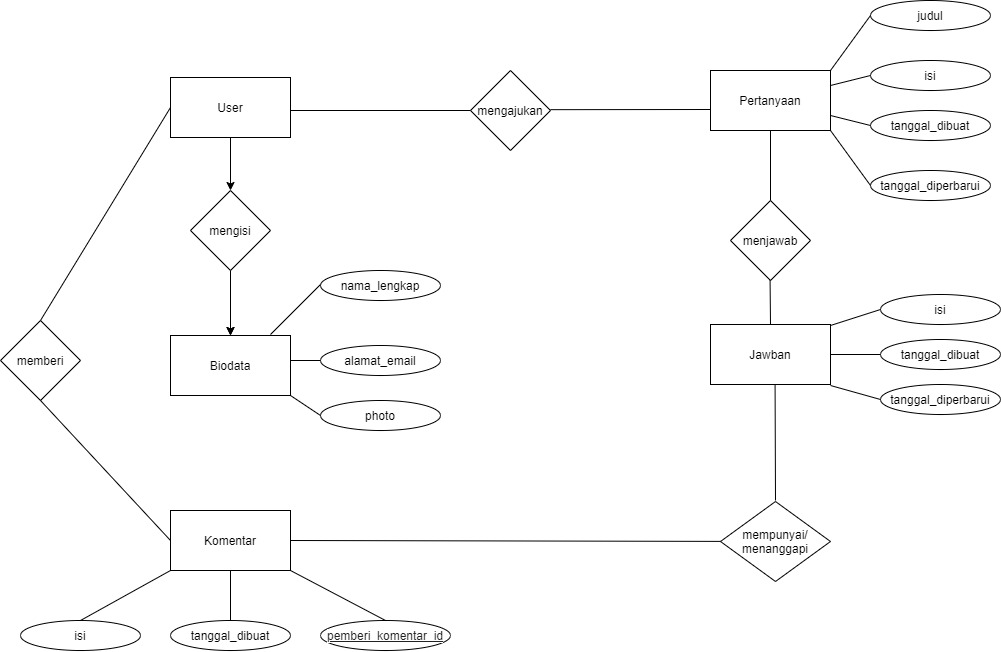 judul
isi
User
mengajukan
Pertanyaan
tanggal_dibuat
tanggal_diperbarui
mengisi
menjawab
nama_lengkap
isi
memberi
Biodata
alamat_email
Jawban
tanggal_dibuat
tanggal_diperbarui
photo
Komentar
mempunyai/
menanggapi
isi
tanggal_dibuat
pemberi_komentar_id